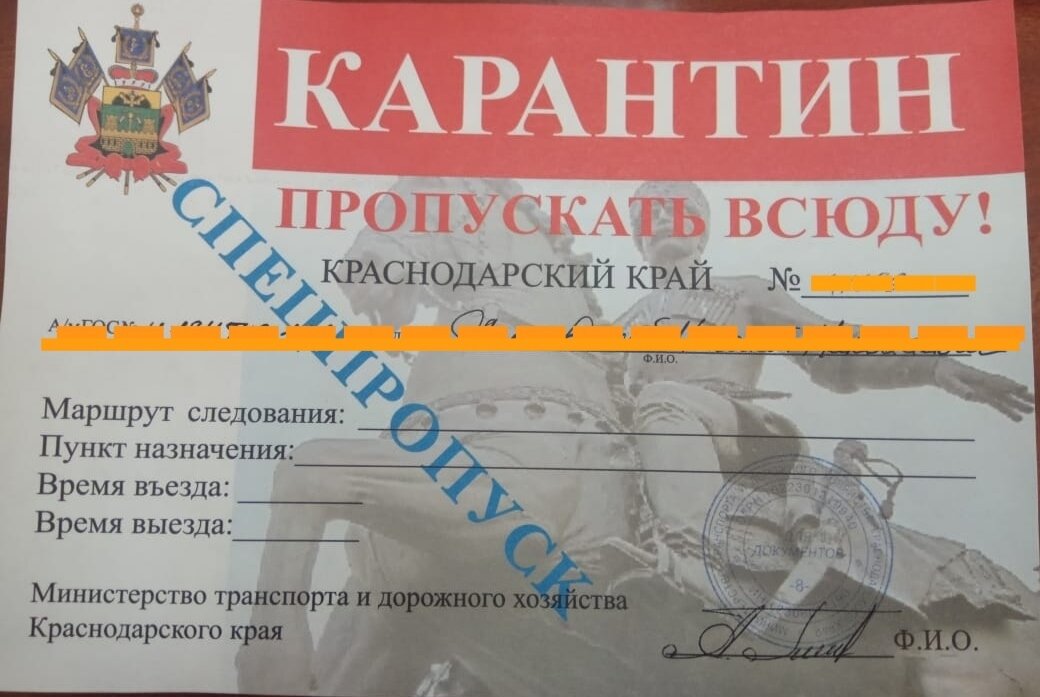 КАРАНТИН
ПРОПУСКАТЬ ВСЮДУ!
КРАСНОДАРСКИЙ КРАЙ №
СПЕЦПРОПУСК
Ф.И.О.
Маршрут следования:
Пункт назначения:
Время въезда:
Время выезда:
ДОКУМЕНТОВ
-8-
Министерство транспорта и дорожного хозяйства
Краснодарского края
Ф.И.О.